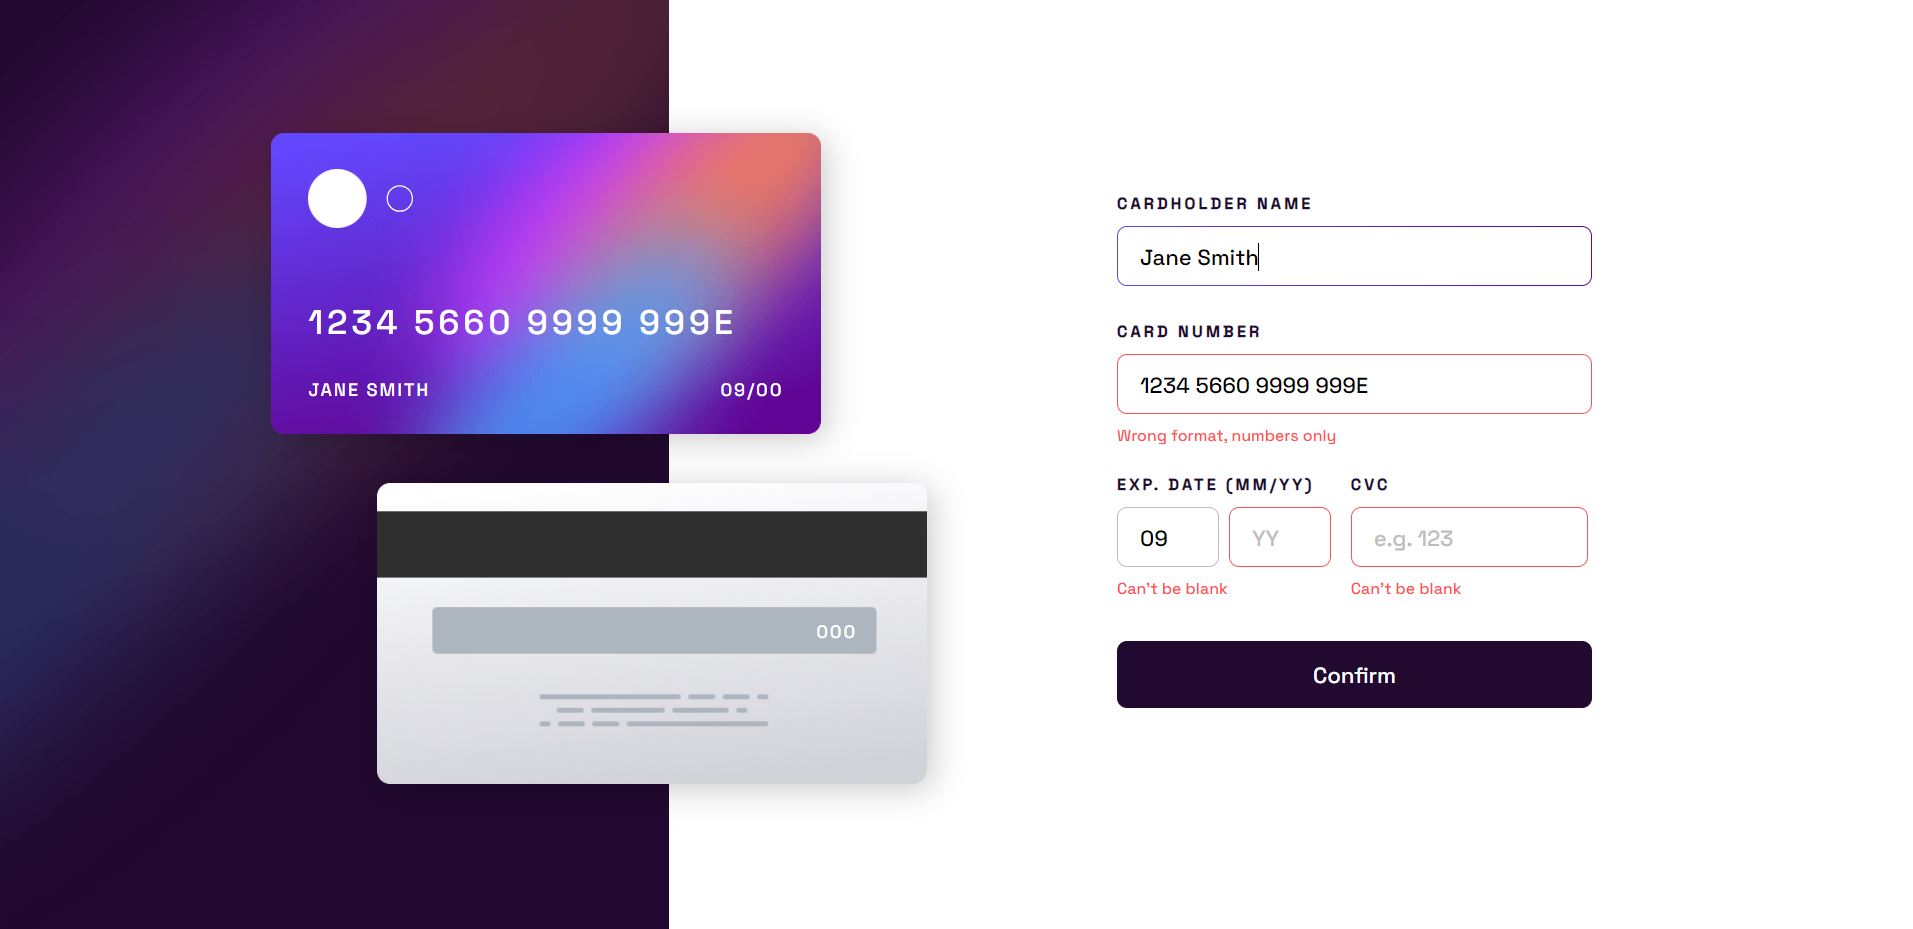 1234 5660 9999 999E
JANE SMITH 09/00
000
CARDHOLDER NAME
Jane Smith
CARD NUMBER
1234 5660 9999 999E
Wrong format, numbers only
EXP. DATE (MM/YY) CVC
09 YY e.g. 123
Can't be blank Can't be blank
Confirm